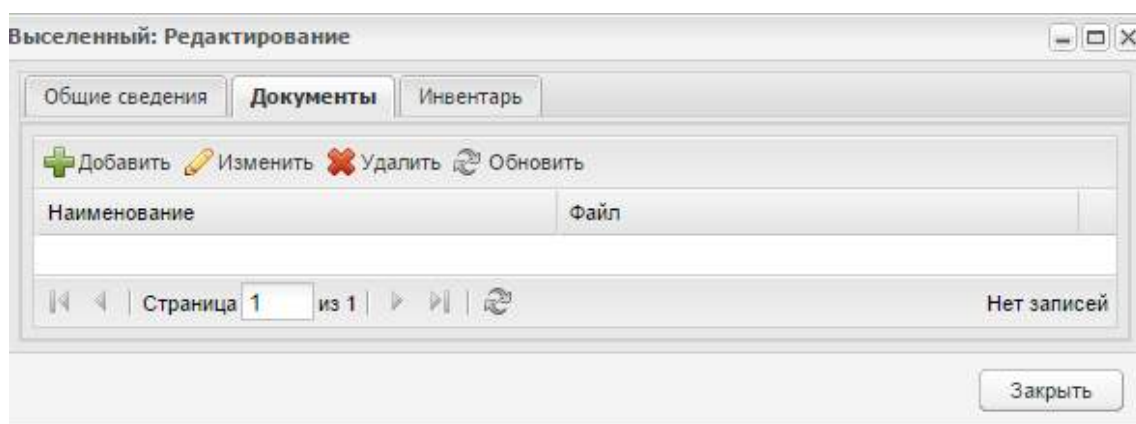 Выселенный: Редактирование
Общие сведения Документы Инвентарь
Добавить Изменить Удалить Обновить
Наименование Файл
Страница 1 из 1 Нет записей
Закрыть